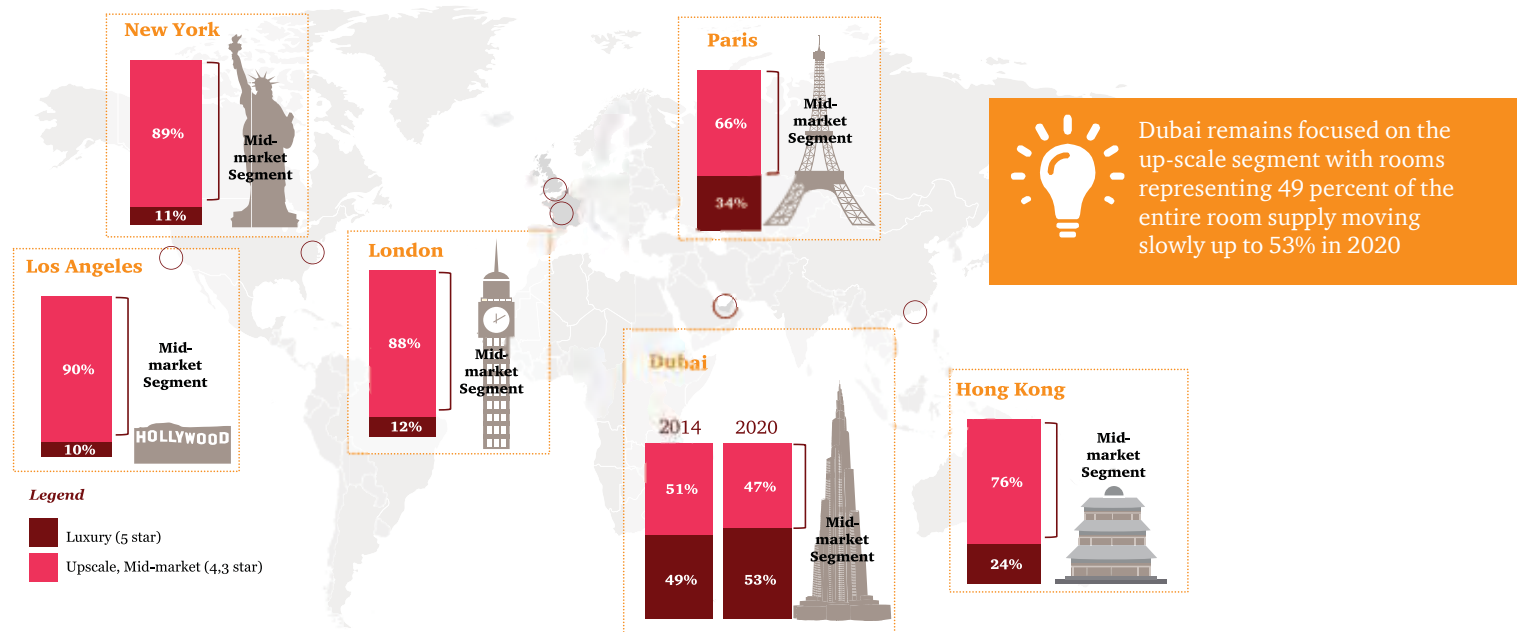 New York
89%
11%
Mid-
market
Segment
Paris
66%
34%
Mid-
market
Segment
Dubai remains focused on the
up-scale segment with rooms
representing 49 percent of the
entire room supply moving
slowly up to 53% in 2020
Los Angeles
90%
10%
Mid-
market
Segment
HOLLYWOOD
London
88%
12%
Mid-
market
Segment
Dubai
2014
2020
51%
47%
49%
53%
Mid-
market
Segment
Hong Kong
76%
24%
Mid-
market
Segment
Legend
Luxury (5 star)
Upscale, Mid-market (4,3 star)